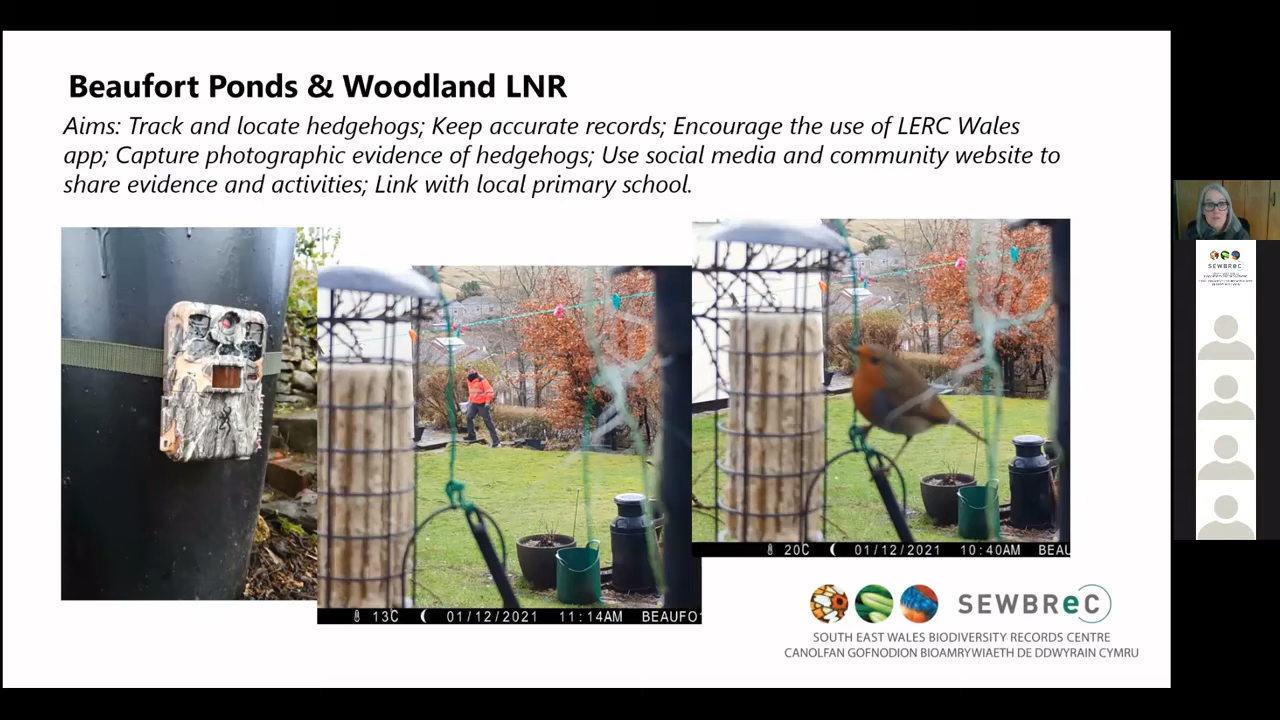 Beaufort Ponds & Woodland LNR
Aims: Track and locate hedgehogs; Keep accurate records; Encourage the use of LERC Wales
app; Capture photographic evidence of hedgehogs; Use social media and community website to
share evidence and activities; Link with local primary school.
13C 01/12/2021 11:14AM BEAUFO
20C 01/12/2021 10:40AM BEAU
SEWBReC
SOUTH EAST WALES BIODIVERSITY RECORDS CENTRE
CANOLFAN GOFNODION BIOAMRYWIAETH DE DDWYRAIN CYMRU
SEWBReC